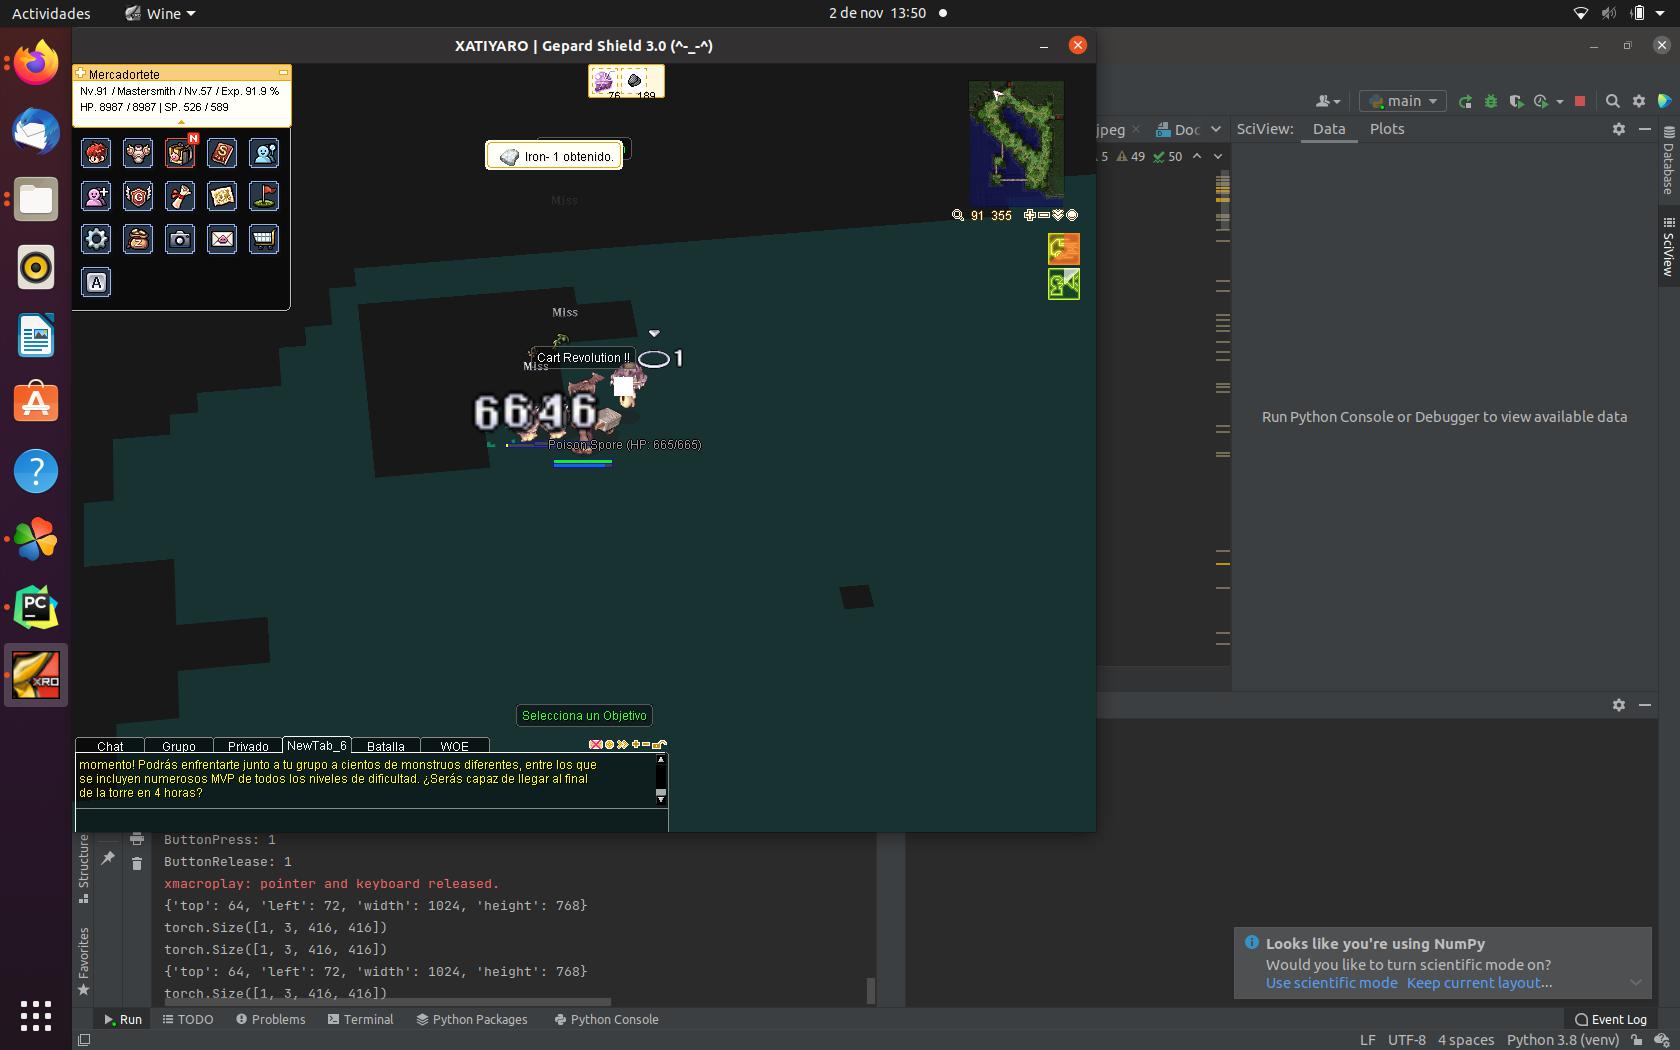 Actividades
Wine
2 de nov 13:50
XATIYARO | Gepard Shield 3.0 (^-_-^)
Mercadortete
Nv.91 / Mastersmith / Nv.57 / Exp. 91.9 %
HP. 8987 / 8987 | SP. 526 / 589
N
A
76 189
Iron- 1 obtenido.
Miss
91 355
Miss
Cart Revolution !!
1
Miss
6646
Poison Spore (HP: 665/665)
Selecciona un Objetivo
Chat Grupo Privado NewTab_6 Batalla WOE
momento! Podrás enfrentarte junto a tu grupo a cientos de monstruos diferentes, entre los que
se incluyen numerosos MVP de todos los niveles de dificultad. ¿Serás capaz de llegar al final
de la torre en 4 horas?
main
jpeg
Doc
SciView: Data Plots
5 49 50
Database
SciView
Run Python Console or Debugger to view available data
PC
XRO
Structure
Favorites
ButtonPress: 1
ButtonRelease: 1
xmacroplay: pointer and keyboard released.
{'top': 64, 'left': 72, 'width': 1024, 'height': 768}
torch.Size([1, 3, 416, 416])
torch.Size([1, 3, 416, 416])
{'top': 64, 'left': 72, 'width': 1024, 'height': 768}
torch.Size([1, 3, 416, 416])
Looks like you're using NumPy
Would you like to turn scientific mode on?
Use scientific mode Keep current layout...
Run TODO Problems Terminal Python Packages Python Console
Event Log
LF UTF-8 4 spaces Python 3.8 (venv)